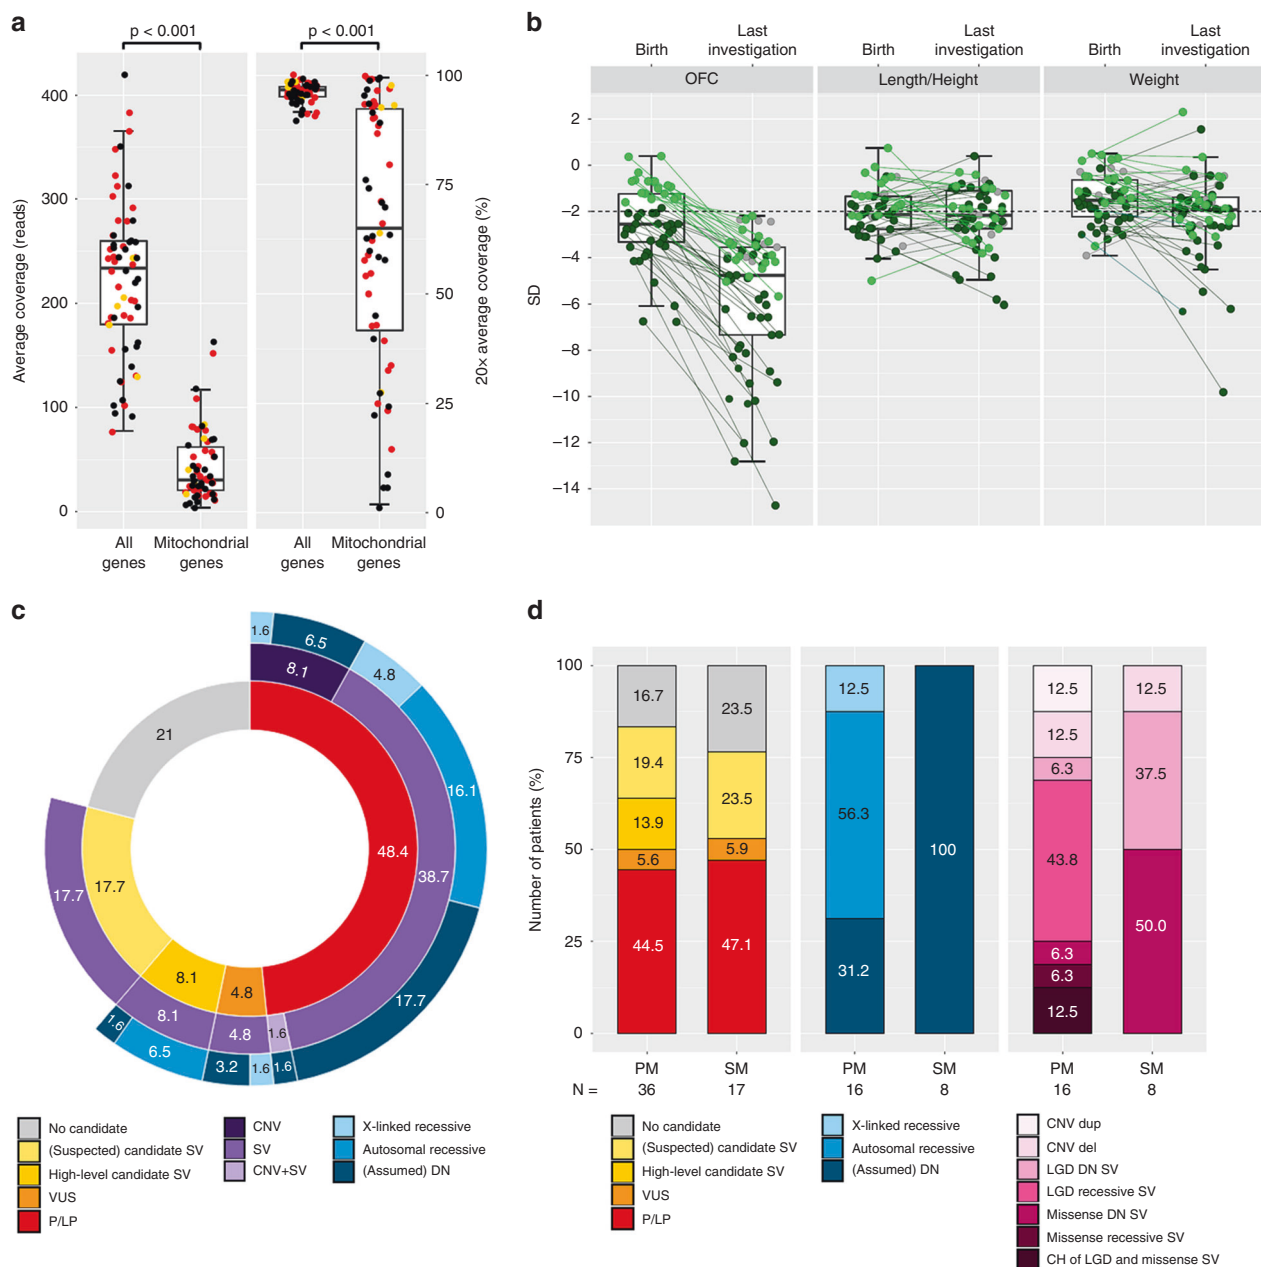 a
p < 0.001
p < 0.001
Average coverage (reads)
400
300
200
100
0
20x average coverage (%)
100
75
50
25
0
All genes
Mitochondrial genes
All genes
Mitochondrial genes
b
Birth
Last investigation
Birth
Last investigation
Birth
Last investigation
OFC
Length/Height
Weight
SD
2
0
−2
−4
−6
−8
−10
−12
−14
c
1.6
6.5
4.8
8.1
16.1
21
48.4
38.7
17.7
17.7
8.1
4.8
17.7
1.6
8.1
4.8
1.6
6.5
3.2
1.6
1.6
No candidate
(Suspected) candidate SV
High-level candidate SV
VUS
P/LP
CNV
SV
CNV+SV
X-linked recessive
Autosomal recessive
(Assumed) DN
d
Number of patients (%)
100
75
50
25
0
16.7
19.4
13.9
5.6
44.5
23.5
23.5
5.9
47.1
12.5
56.3
31.2
100
12.5
12.5
6.3
43.8
6.3
6.3
12.5
12.5
37.5
50.0
PM SM PM SM PM SM
N = 36 17 16 8 16 8
No candidate
(Suspected) candidate SV
High-level candidate SV
VUS
P/LP
X-linked recessive
Autosomal recessive
(Assumed) DN
CNV dup
CNV del
LGD DN SV
LGD recessive SV
Missense DN SV
Missense recessive SV
CH of LGD and missense SV